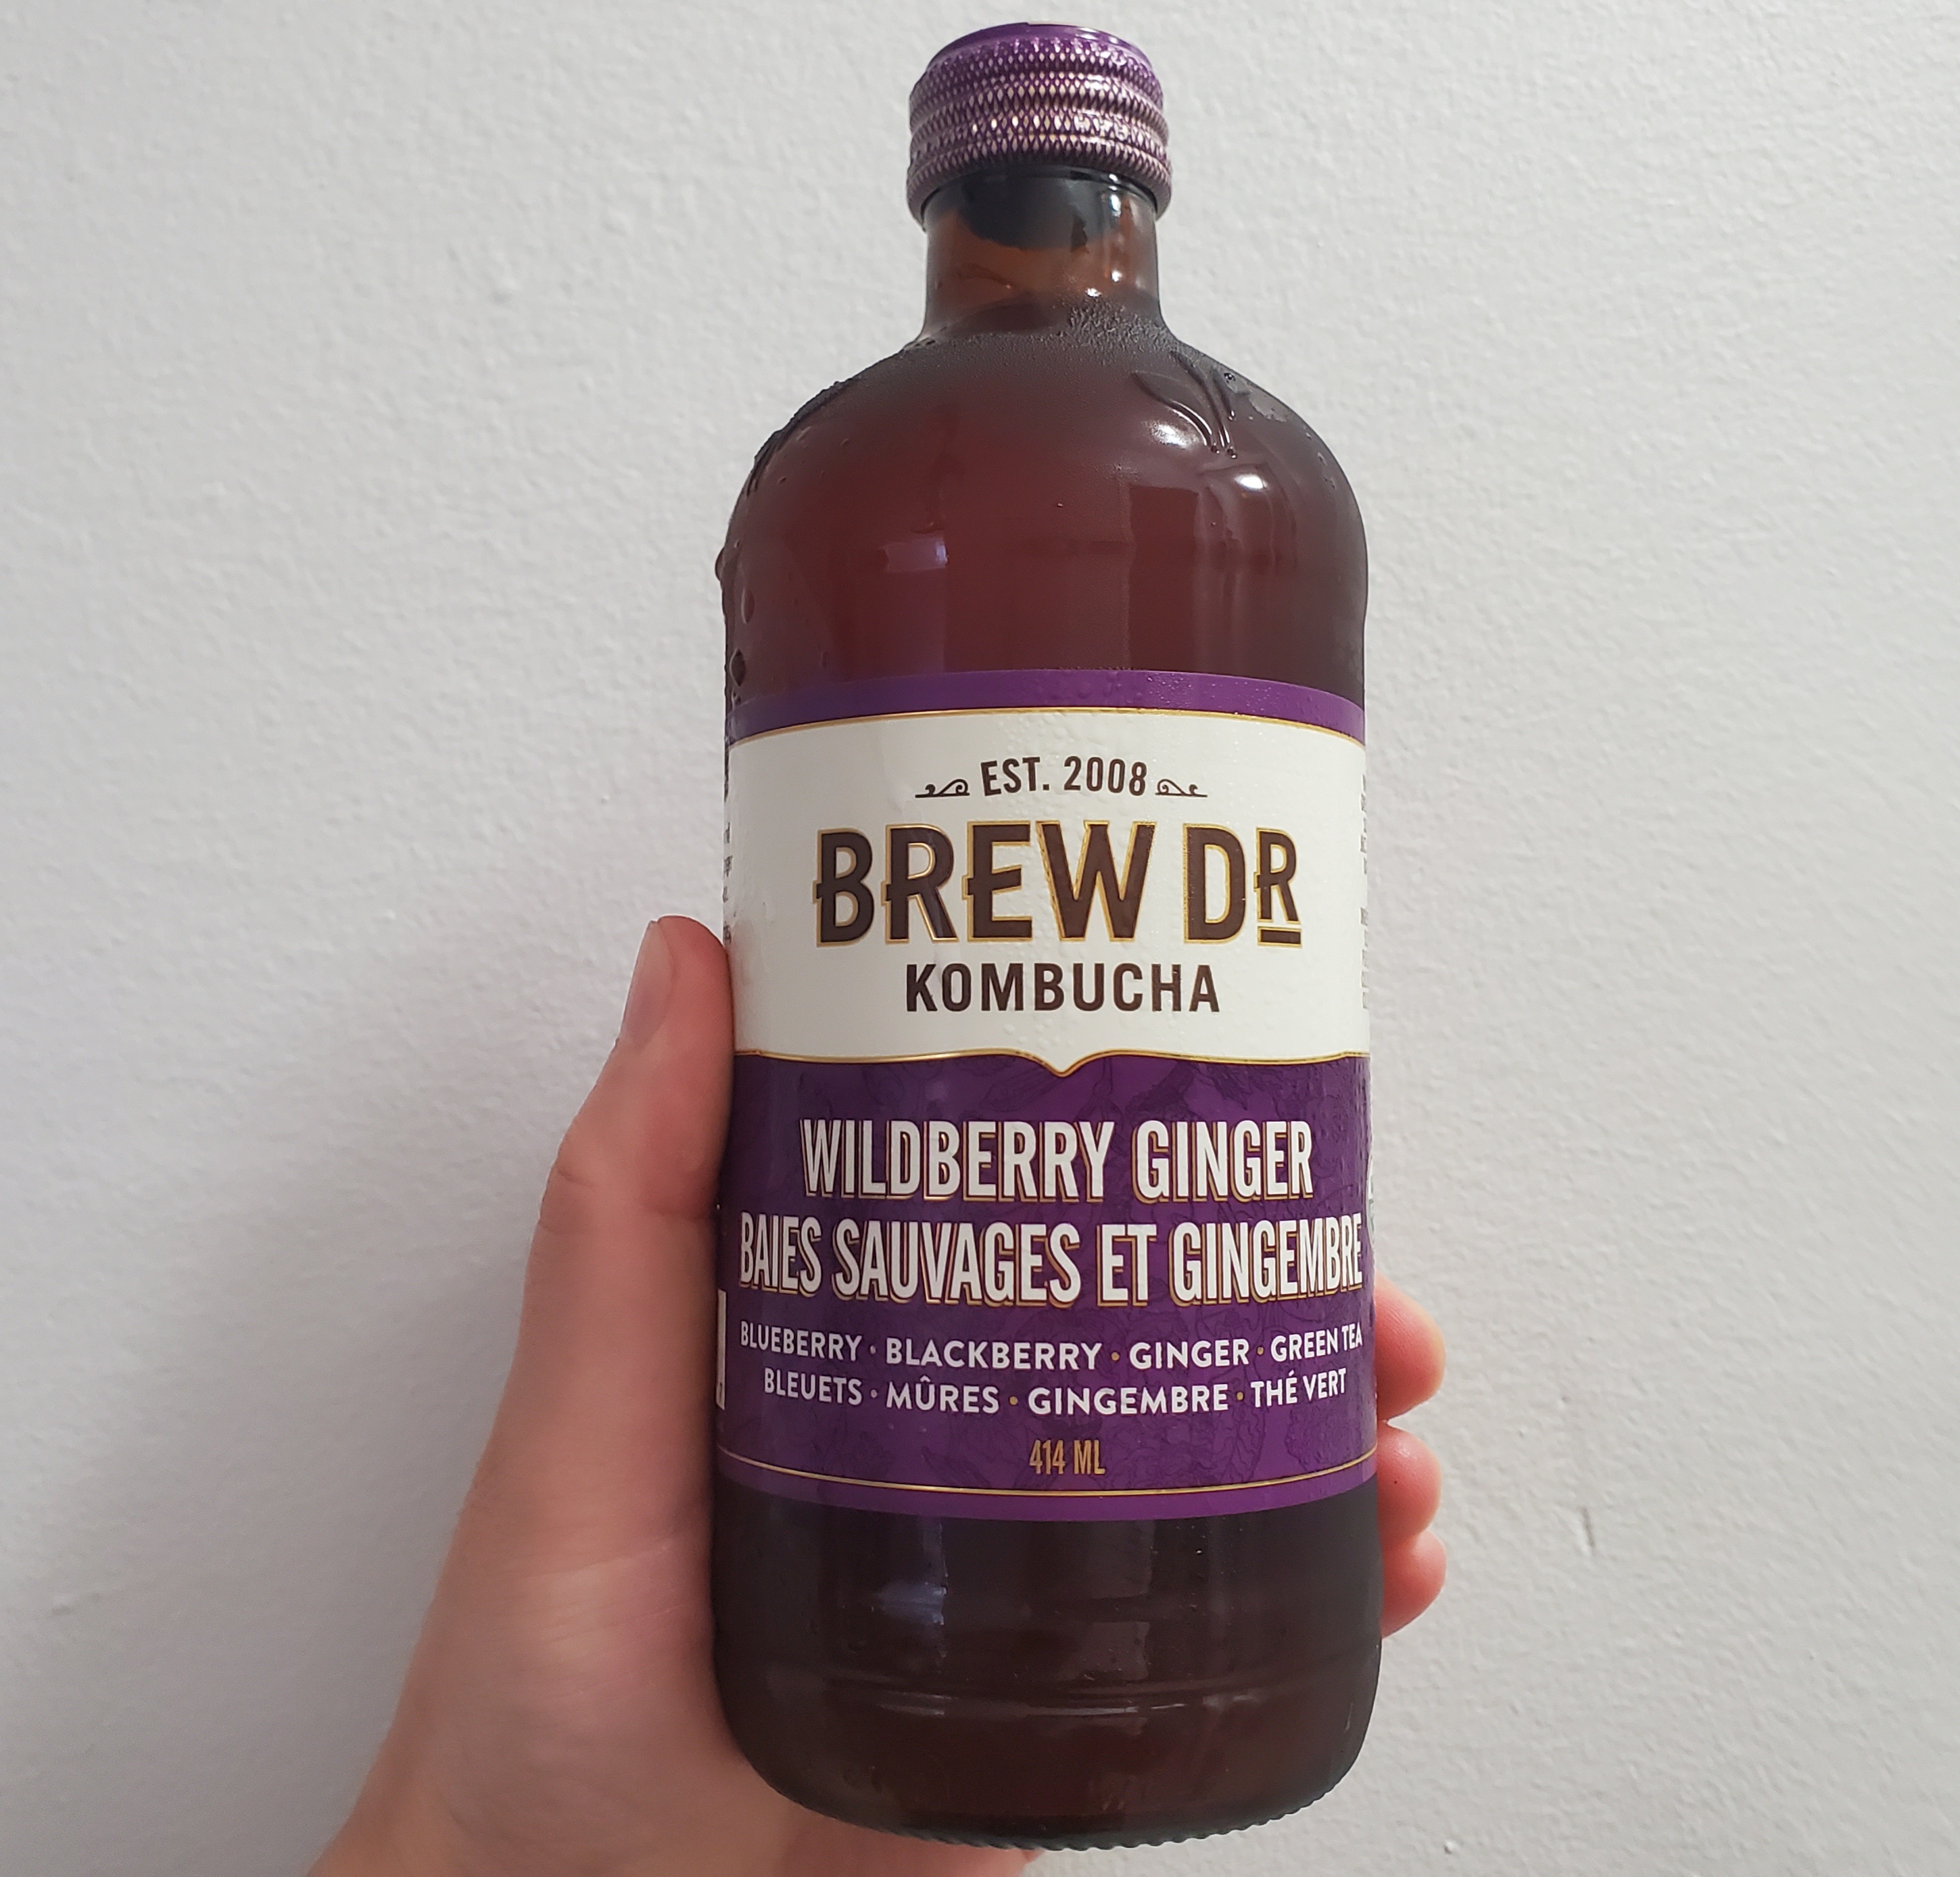 EST. 2008
BREW DR
KOMBUCHA
WILDBERRY GINGER
BAIES SAUVAGES ET GINGEMBRE
BLUEBERRY · BLACKBERRY · GINGER · GREEN TEA
BLEUETS · MÛRES · GINGEMBRE · THÉ VERT
414 ML